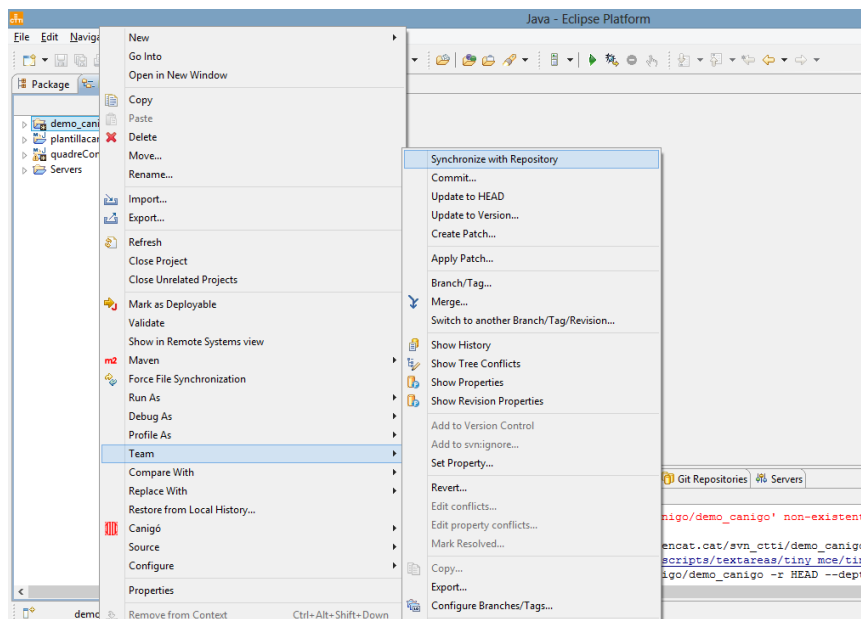 CTTI
Java - Eclipse Platform
File Edit Naviga
Package
demo_cani
plantillacar
quadreCor
Servers
New
Go Into
Open in New Window
Copy
Paste
Delete
Move...
Rename...
Import...
Export...
Refresh
Close Project
Close Unrelated Projects
Mark as Deployable
Validate
Show in Remote Systems view
m2 Maven
Force File Synchronization
Run As
Debug As
Profile As
Team
Compare With
Replace With
Restore from Local History...
Canigó
Source
Configure
Properties
Remove from Context Ctrl+Alt+Shift+Down
Synchronize with Repository
Commit...
Update to HEAD
Update to Version...
Create Patch...
Apply Patch...
Branch/Tag...
Merge...
Switch to another Branch/Tag/Revision...
Show History
Show Tree Conflicts
Show Properties
Show Revision Properties
Add to Version Control
Add to svn:ignore...
Set Property...
Revert...
Edit conflicts...
Edit property conflicts...
Mark Resolved...
Copy...
Export...
Configure Branches/Tags...
Git Repositories Servers
nigo/demo_canigo' non-existent
encat.cat/svn_ctti/demo_canigo
scripts/textareas/tiny_mce/tin
igo/demo_canigo -r HEAD --dept
demo